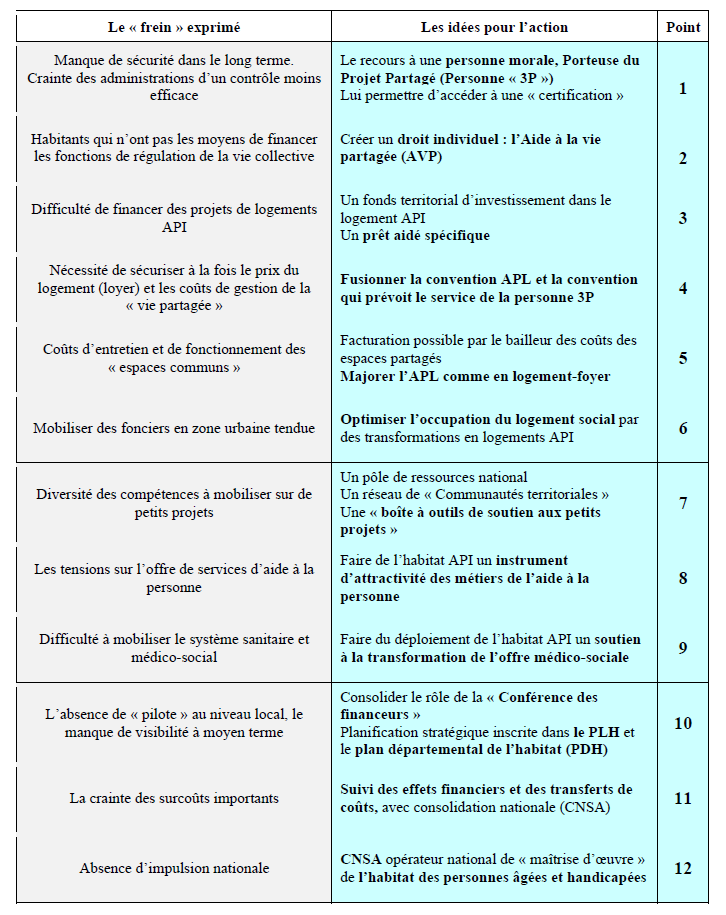 Le « frein » exprimé
Les idées pour l’action
Point
Manque de sécurité dans le long terme.
Crainte des administrations d’un contrôle moins
efficace
Le recours à une personne morale, Porteuse du
Projet Partagé (Personne « 3P »)
Lui permettre d’accéder à une « certification »
1
Habitants qui n’ont pas les moyens de financer
les fonctions de régulation de la vie collective
Créer un droit individuel : l’Aide à la vie
partagée (AVP)
2
Difficulté de financer des projets de logements
API
Un fonds territorial d’investissement dans le
logement API
Un prêt aidé spécifique
3
Nécessité de sécuriser à la fois le prix du
logement (loyer) et les coûts de gestion de la
« vie partagée »
Fusionner la convention APL et la convention
qui prévoit le service de la personne 3P
4
Coûts d’entretien et de fonctionnement des
« espaces communs »
Facturation possible par le bailleur des coûts des
espaces partagés
Majorer l’APL comme en logement-foyer
5
Mobiliser des fonciers en zone urbaine tendue
Optimiser l’occupation du logement social par
des transformations en logements API
6
Diversité des compétences à mobiliser sur de
petits projets
Un pôle de ressources national
Un réseau de « Communautés territoriales »
Une « boîte à outils de soutien aux petits
projets »
7
Les tensions sur l’offre de services d’aide à la
personne
Faire de l’habitat API un instrument
d’attractivité des métiers de l’aide à la
personne
8
Difficulté à mobiliser le système sanitaire et
médico-social
Faire du déploiement de l’habitat API un soutien
à la transformation de l’offre médico-sociale
9
L’absence de « pilote » au niveau local, le
manque de visibilité à moyen terme
Consolider le rôle de la « Conférence des
financeurs »
Planification stratégique inscrite dans le PLH et
le plan départemental de l’habitat (PDH)
10
La crainte des surcoûts importants
Suivi des effets financiers et des transferts de
coûts, avec consolidation nationale (CNSA)
11
Absence d’impulsion nationale
CNSA opérateur national de « maîtrise d’œuvre »
de l’habitat des personnes âgées et handicapées
12